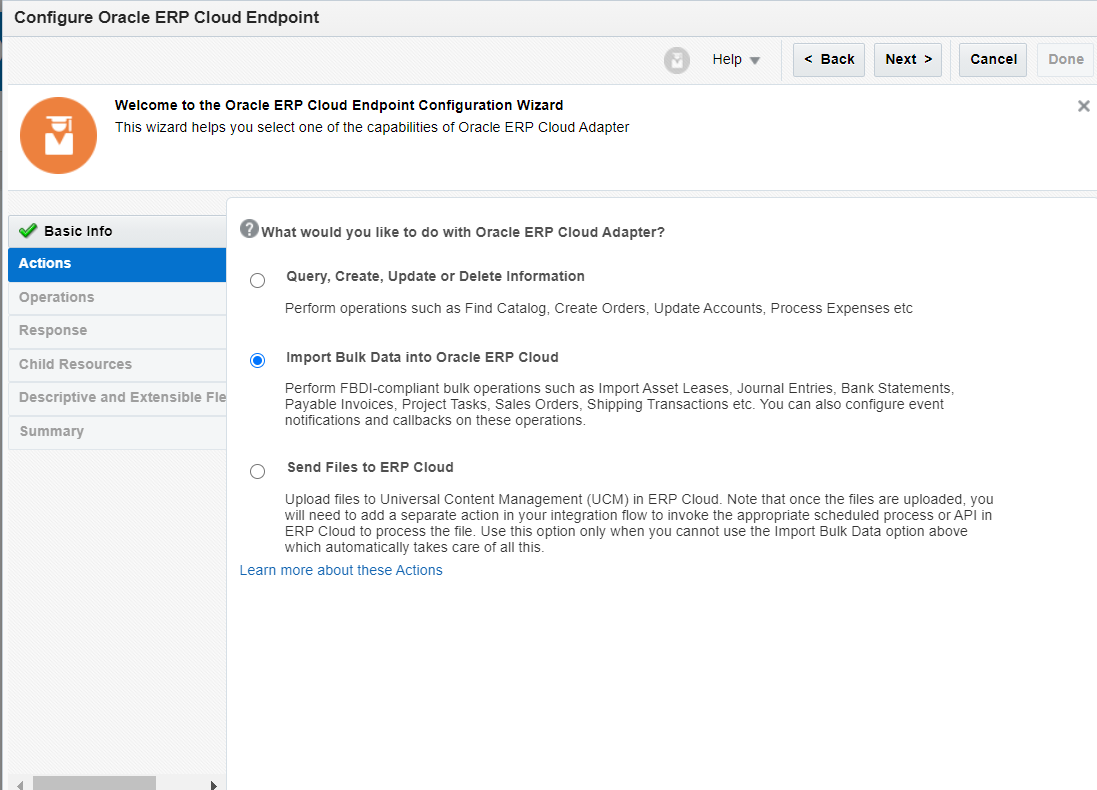 Configure Oracle ERP Cloud Endpoint
Help
< Back
Next >
Cancel
Done
Welcome to the Oracle ERP Cloud Endpoint Configuration Wizard
This wizard helps you select one of the capabilities of Oracle ERP Cloud Adapter
Basic Info
Actions
Operations
Response
Child Resources
Descriptive and Extensible Fle
Summary
?What would you like to do with Oracle ERP Cloud Adapter?
Query, Create, Update or Delete Information
Perform operations such as Find Catalog, Create Orders, Update Accounts, Process Expenses etc
Import Bulk Data into Oracle ERP Cloud
Perform FBDI-compliant bulk operations such as Import Asset Leases, Journal Entries, Bank Statements,
Payable Invoices, Project Tasks, Sales Orders, Shipping Transactions etc. You can also configure event
notifications and callbacks on these operations.
Send Files to ERP Cloud
Upload files to Universal Content Management (UCM) in ERP Cloud. Note that once the files are uploaded, you
will need to add a separate action in your integration flow to invoke the appropriate scheduled process or API in
ERP Cloud to process the file. Use this option only when you cannot use the Import Bulk Data option above
which automatically takes care of all this.
Learn more about these Actions